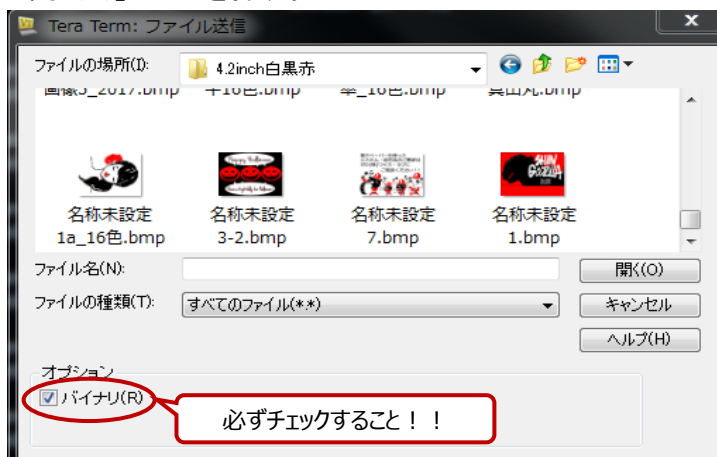 Tera Term: ファイル送信
ファイルの場所(I): 4.2inch白黒赤
名称未設定 名称未設定 名称未設定 名称未設定
1a_16色.bmp 3-2.bmp 7.bmp 1.bmp
ファイル名(N): 開く(O)
ファイルの種類(T): すべてのファイル(*.*) キャンセル
ヘルプ(H)
オプション
バイナリ(R)
必ずチェックすること！！